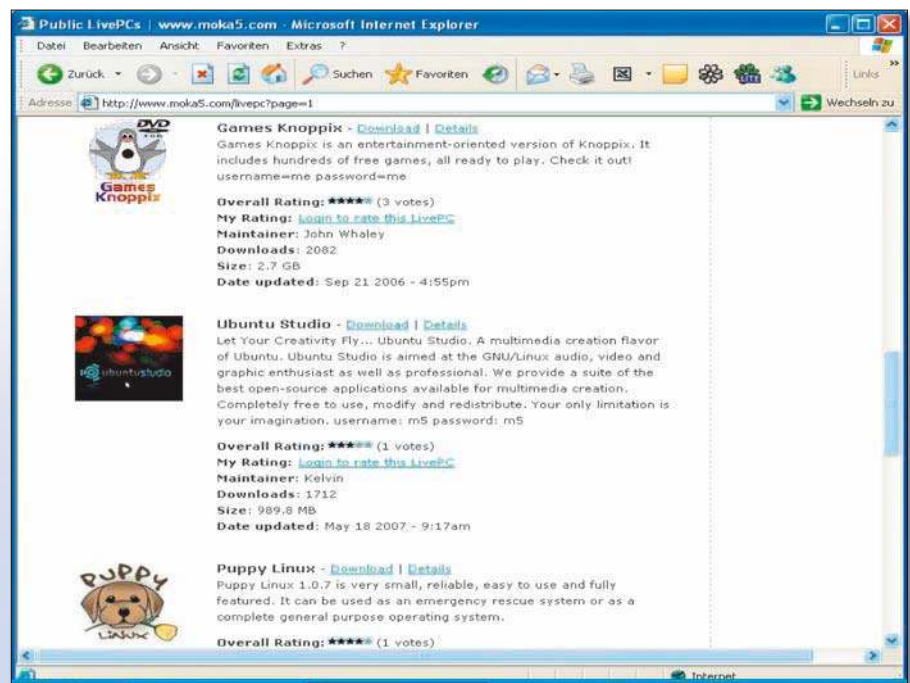 Public LivePCs | www.moka5.com - Microsoft Internet Explorer
Datei Bearbeiten Ansicht Favoriten Extras ?
Zurück Suchen Favoriten Links
Adresse http://www.moka5.com/livepc?page=1 Wechseln zu
DVD
Games Knoppix
Games Knoppix - Download | Details
Games Knoppix is an entertainment-oriented version of Knoppix. It
includes hundreds of free games, all ready to play. Check it out!
username=me password=me
Overall Rating: (3 votes)
My Rating: Login to rate this LivePC
Maintainer: John Whaley
Downloads: 2082
Size: 2.7 GB
Date updated: Sep 21 2006 - 4:55pm
ubuntustudio
Ubuntu Studio - Download | Details
Let Your Creativity Fly... Ubuntu Studio. A multimedia creation flavor
of Ubuntu. Ubuntu Studio is aimed at the GNU/Linux audio, video and
graphic enthusiast as well as professional. We provide a suite of the
best open-source applications available for multimedia creation.
Completely free to use, modify and redistribute. Your only limitation is
your imagination. username: m5 password: m5
Overall Rating: (1 votes)
My Rating: Login to rate this LivePC
Maintainer: Kelvin
Downloads: 1712
Size: 989.8 MB
Date updated: May 18 2007 - 9:17am
PUPPY
LINUX
Puppy Linux - Download | Details
Puppy Linux 1.0.7 is very small, reliable, easy to use and fully
featured. It can be used as an emergency rescue system or as a
complete general purpose operating system.
Overall Rating: (1 votes)
Internet